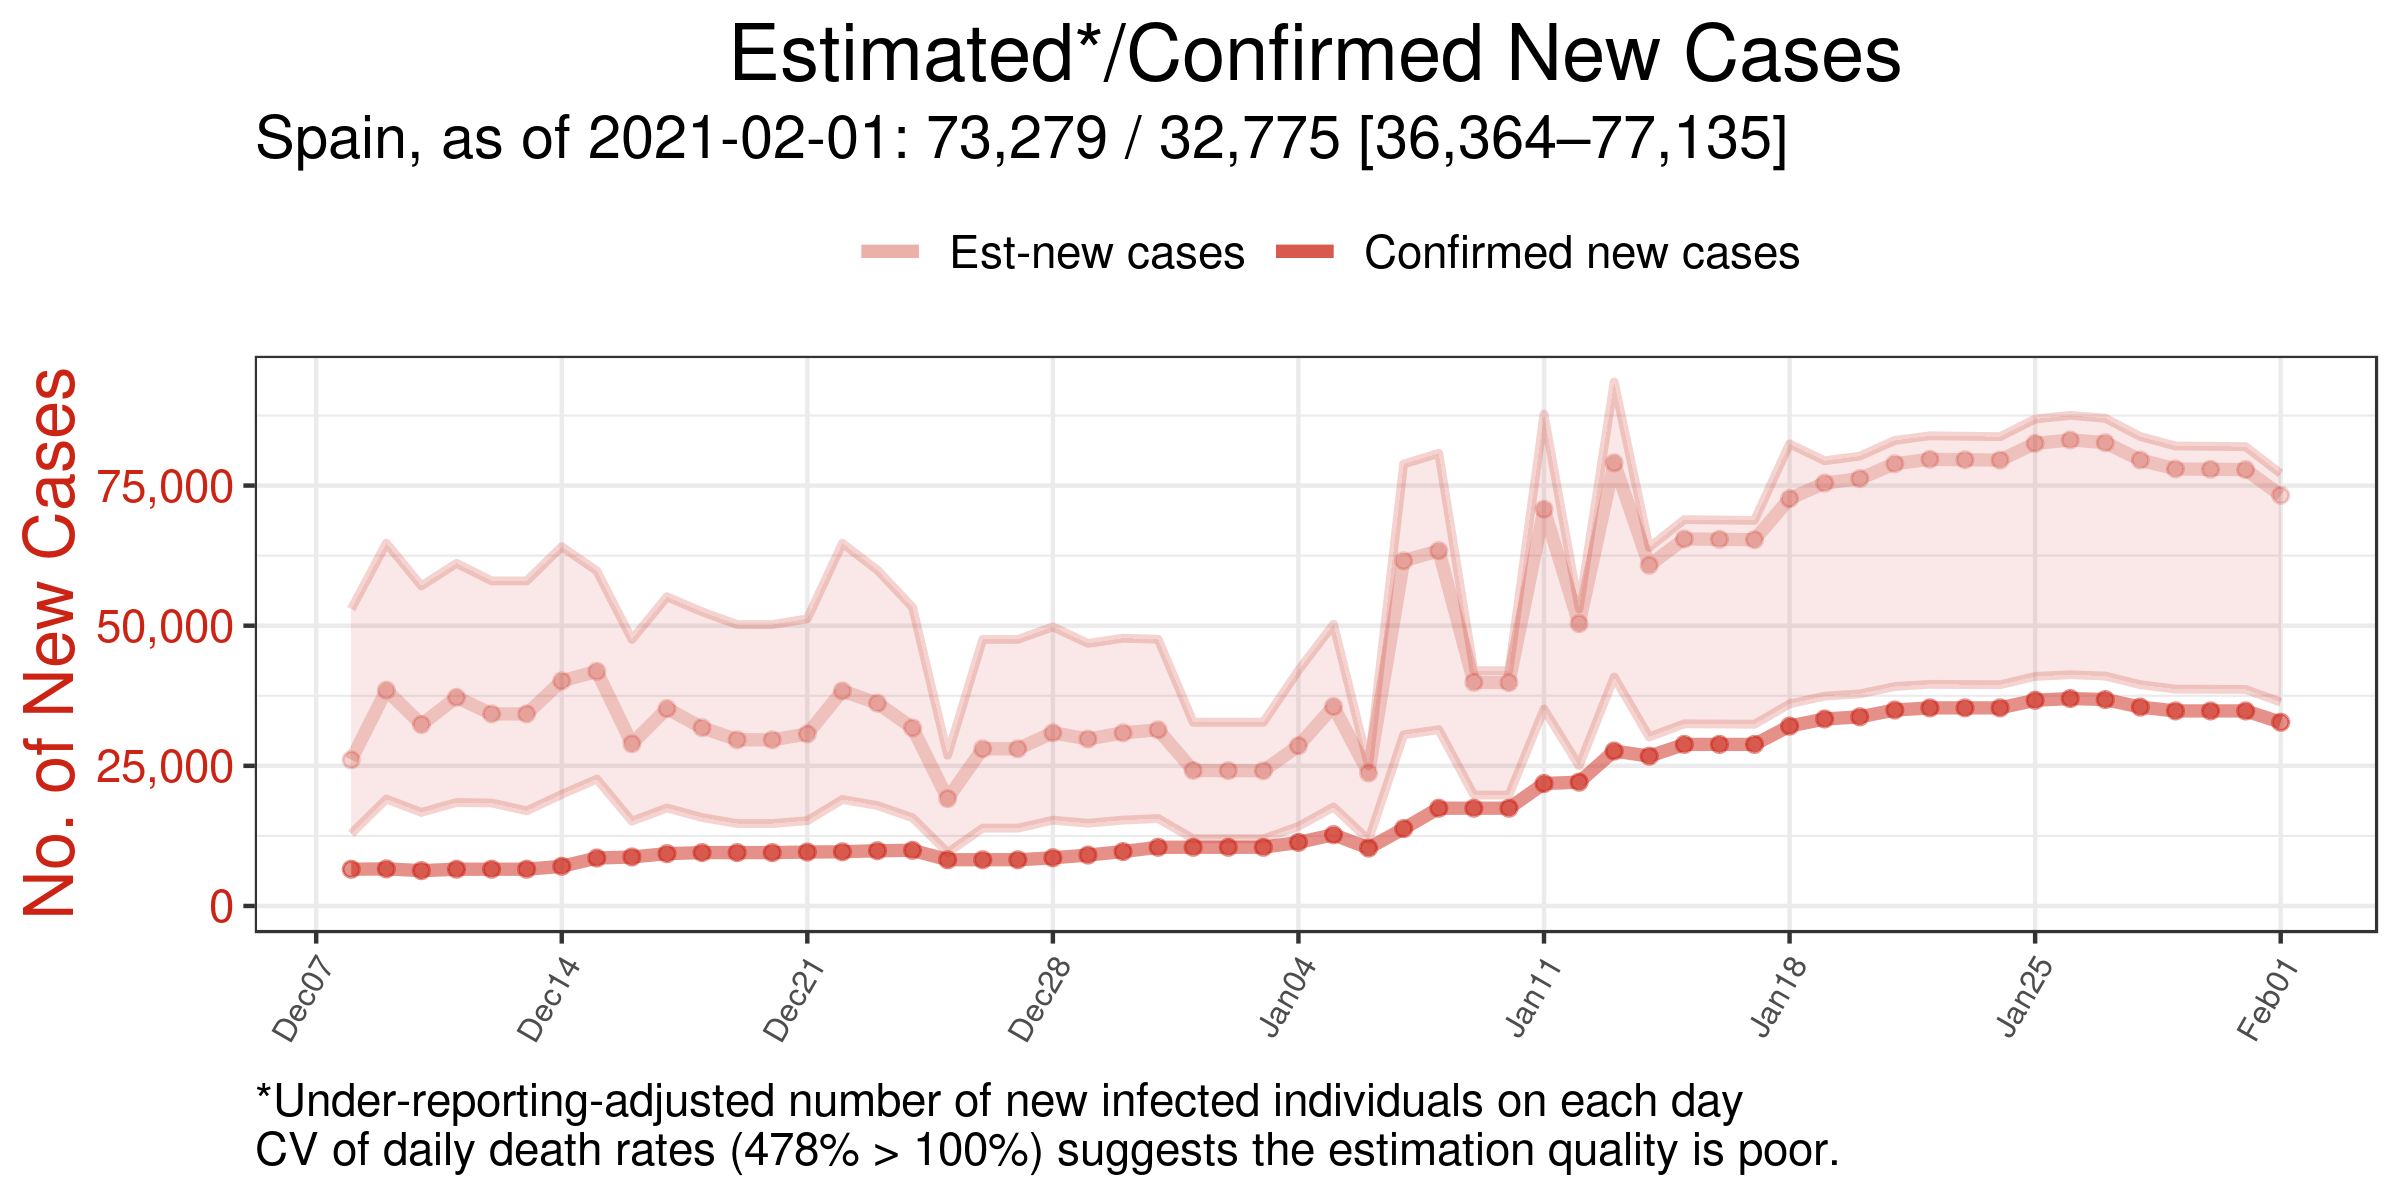 Estimated*/Confirmed New Cases
Spain, as of 2021-02-01: 73,279 / 32,775 [36,364–77,135]
Est-new cases Confirmed new cases
No. of New Cases
75,000
50,000
25,000
0
Dec07 Dec14 Dec21 Dec28 Jan04 Jan11 Jan18 Jan25 Feb01
*Under-reporting-adjusted number of new infected individuals on each day
CV of daily death rates (478% > 100%) suggests the estimation quality is poor.